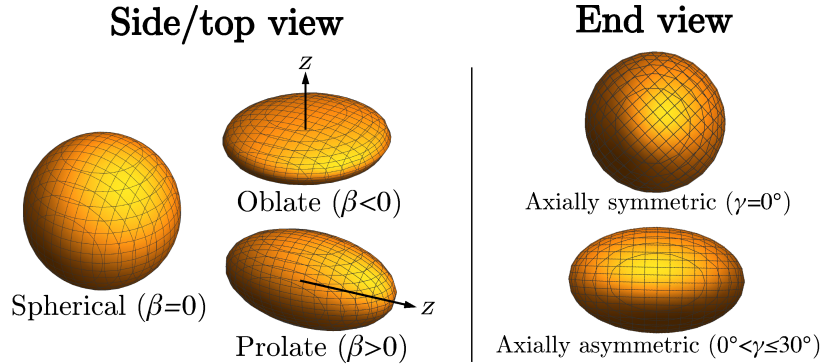 Side/top view
z
Oblate (β<0)
Spherical (β=0)
z
Prolate (β>0)
End view
Axially symmetric (γ=0°)
Axially asymmetric (0°<γ≤30°)